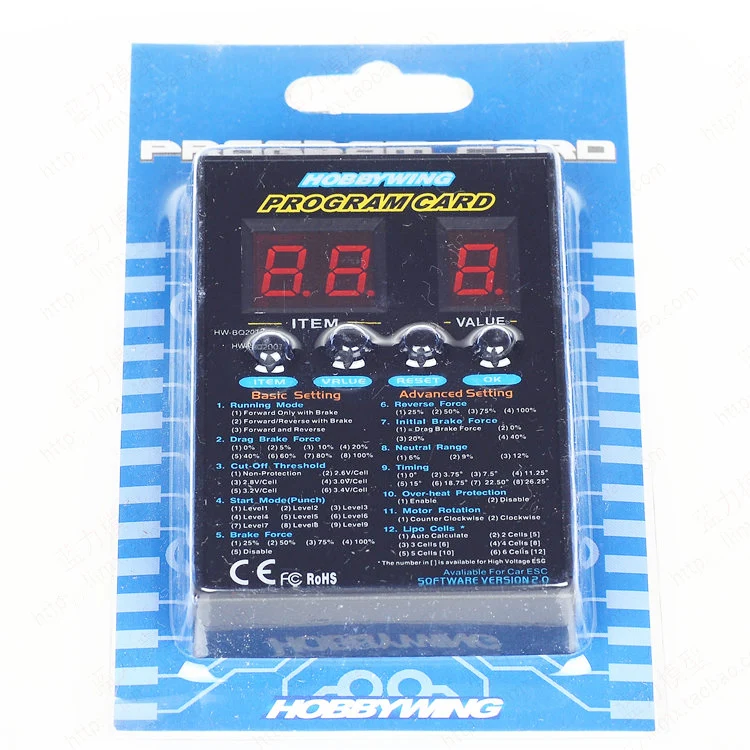 PROGRAM CARD
HOBBYWING
PROGRAM CARD
8.8. 8.
ITEM VALUE
HW-BQ2017
HW-BQ2007
ITEM VALUE RESET OK
Basic Setting
1. Running Mode
(1) Forward Only with Brake
(2) Forward/Reverse with Brake
(3) Forward and Reverse
2. Drag Brake Force
(1) 0% (2) 5% (3) 10% (4) 20%
(5) 40% (6) 60% (7) 80% (8) 100%
3. Cut-Off Threshold
(1) Non-Protection (2) 2.6V/Cell
(3) 2.8V/Cell (4) 3.0V/Cell
(5) 3.2V/Cell (6) 3.4V/Cell
4. Start Mode(Punch)
(1) Level1 (2) Level2 (3) Level3
(4) Level4 (5) Level5 (6) Level6
(7) Level7 (8) Level8 (9) Level9
5. Brake Force
(1) 25% (2) 50% (3) 75% (4) 100%
(5) Disable
Advanced Setting
6. Reverse Force
(1) 25% (2) 50% (3) 75% (4) 100%
7. Initial Brake Force
(1) = Drag Brake Force (2) 0%
(3) 20% (4) 40%
8. Neutral Range
(1) 6% (2) 9% (3) 12%
9. Timing
(1) 0° (2) 3.75° (3) 7.5° (4) 11.25°
(5) 15° (6) 18.75° (7) 22.50° (8) 26.25°
10. Over-heat Protection
(1) Enable (2) Disable
11. Motor Rotation
(1) Counter Clockwise (2) Clockwise
12. Lipo Cells *
(1) Auto Calculate (2) 2 Cells [5]
(3) 3 Cells [6] (4) 4 Cells [8]
(5) 5 Cells [10] (6) 6 Cells [12]
* The number in [ ] is available for High Voltage ESC
CE FC RoHS
Avaliable For Car ESC
SOFTWARE VERSION 2.0
HOBBYWING
HOBBYWING